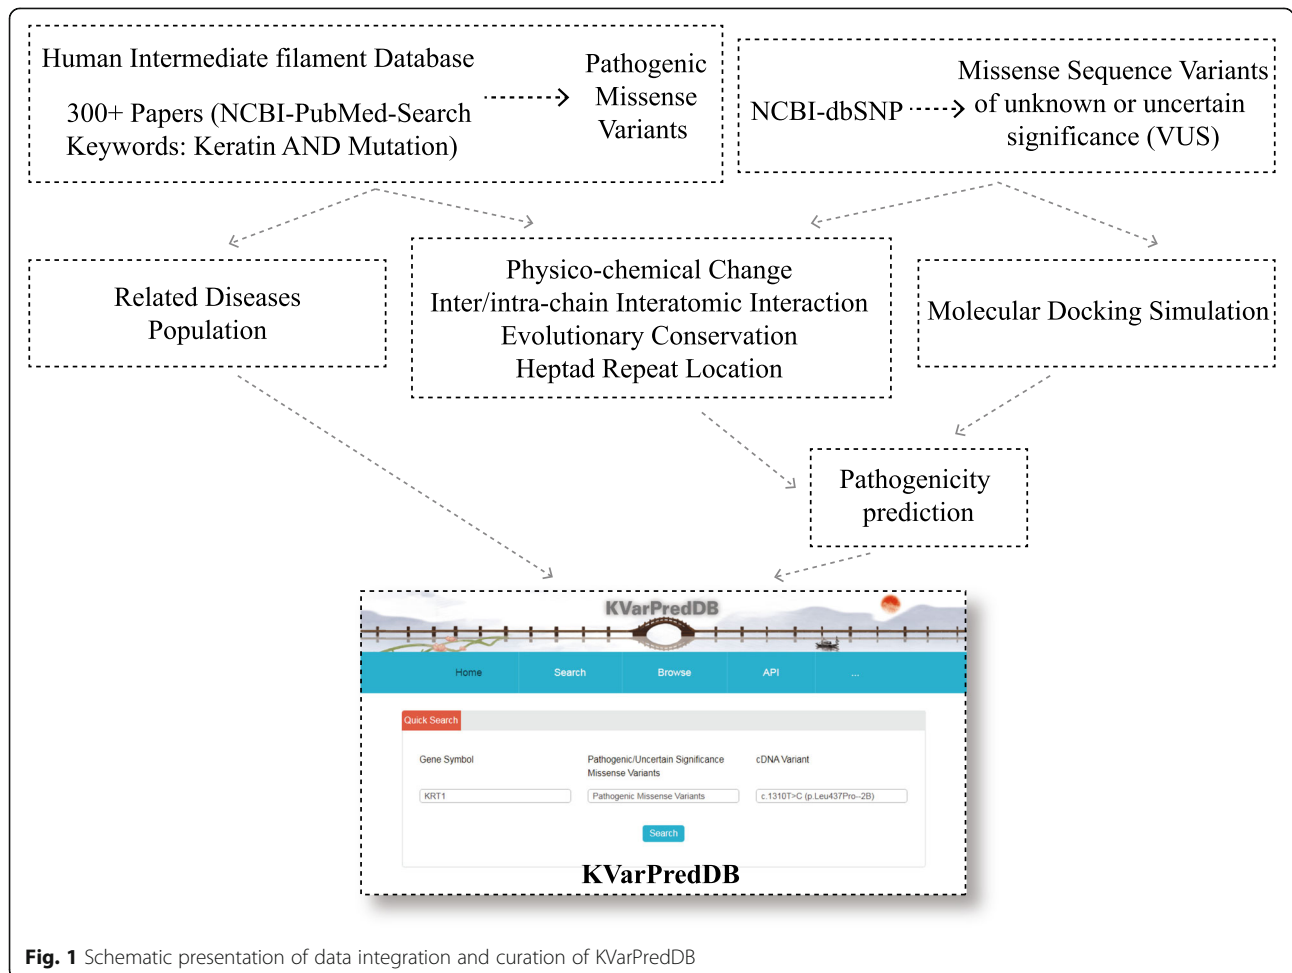 Human Intermediate filament Database
300+ Papers (NCBI-PubMed-Search
Keywords: Keratin AND Mutation)
Pathogenic
Missense
Variants
NCBI-dbSNP
Missense Sequence Variants
of unknown or uncertain
significance (VUS)
Related Diseases
Population
Physico-chemical Change
Inter/intra-chain Interatomic Interaction
Evolutionary Conservation
Heptad Repeat Location
Molecular Docking Simulation
Pathogenicity
prediction
KVarPredDB
Home Search Browse API ...
Quick Search
Gene Symbol
Pathogenic/Uncertain Significance
Missense Variants
cDNA Variant
KRT1
Pathogenic Missense Variants
c.1310T>C (p.Leu437Pro--2B)
Search
KVarPredDB
Fig. 1 Schematic presentation of data integration and curation of KVarPredDB